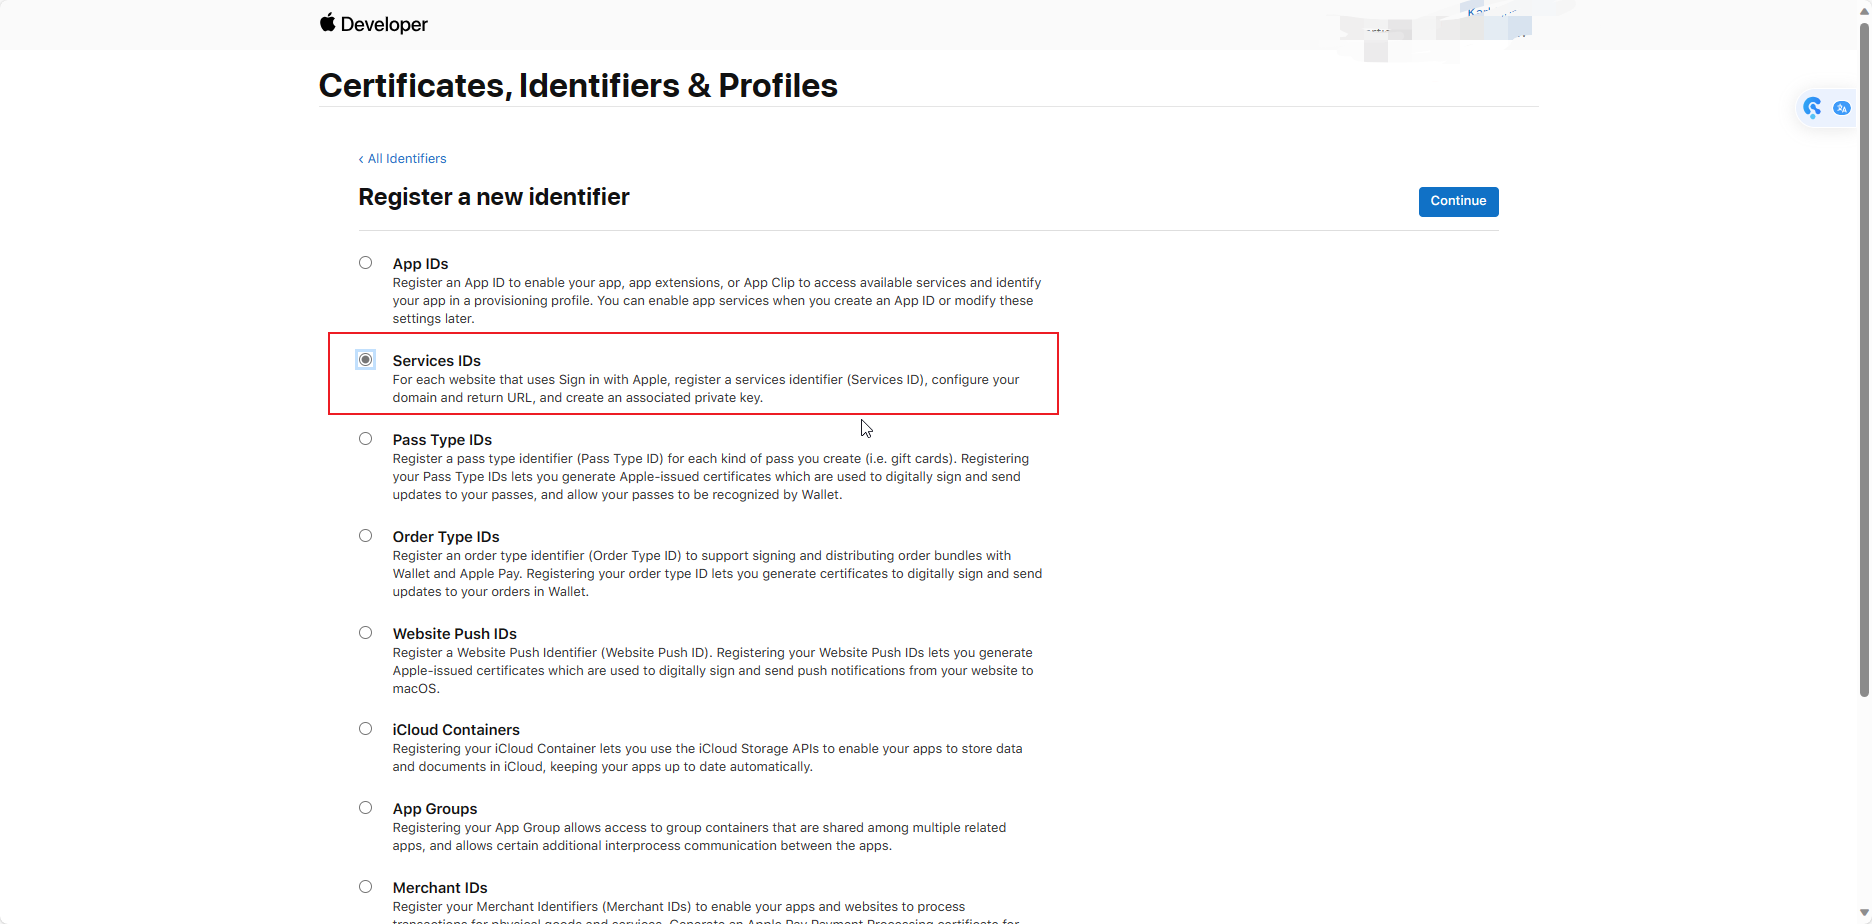 Developer
Certificates, Identifiers & Profiles
‹ All Identifiers
Register a new identifier
Continue
App IDs
Register an App ID to enable your app, app extensions, or App Clip to access available services and identify
your app in a provisioning profile. You can enable app services when you create an App ID or modify these
settings later.
Services IDs
For each website that uses Sign in with Apple, register a services identifier (Services ID), configure your
domain and return URL, and create an associated private key.
Pass Type IDs
Register a pass type identifier (Pass Type ID) for each kind of pass you create (i.e. gift cards). Registering
your Pass Type IDs lets you generate Apple-issued certificates which are used to digitally sign and send
updates to your passes, and allow your passes to be recognized by Wallet.
Order Type IDs
Register an order type identifier (Order Type ID) to support signing and distributing order bundles with
Wallet and Apple Pay. Registering your order type ID lets you generate certificates to digitally sign and send
updates to your orders in Wallet.
Website Push IDs
Register a Website Push Identifier (Website Push ID). Registering your Website Push IDs lets you generate
Apple-issued certificates which are used to digitally sign and send push notifications from your website to
macOS.
iCloud Containers
Registering your iCloud Container lets you use the iCloud Storage APIs to enable your apps to store data
and documents in iCloud, keeping your apps up to date automatically.
App Groups
Registering your App Group allows access to group containers that are shared among multiple related
apps, and allows certain additional interprocess communication between the apps.
Merchant IDs
Register your Merchant Identifiers (Merchant IDs) to enable your apps and websites to process
transactions for physical goods and services. Generate an Apple Pay Payment Processing certificate for